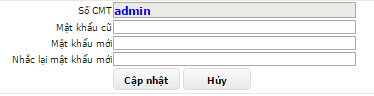 Số CMT admin
Mật khẩu cũ
Mật khẩu mới
Nhắc lại mật khẩu mới
Cập nhật Hủy